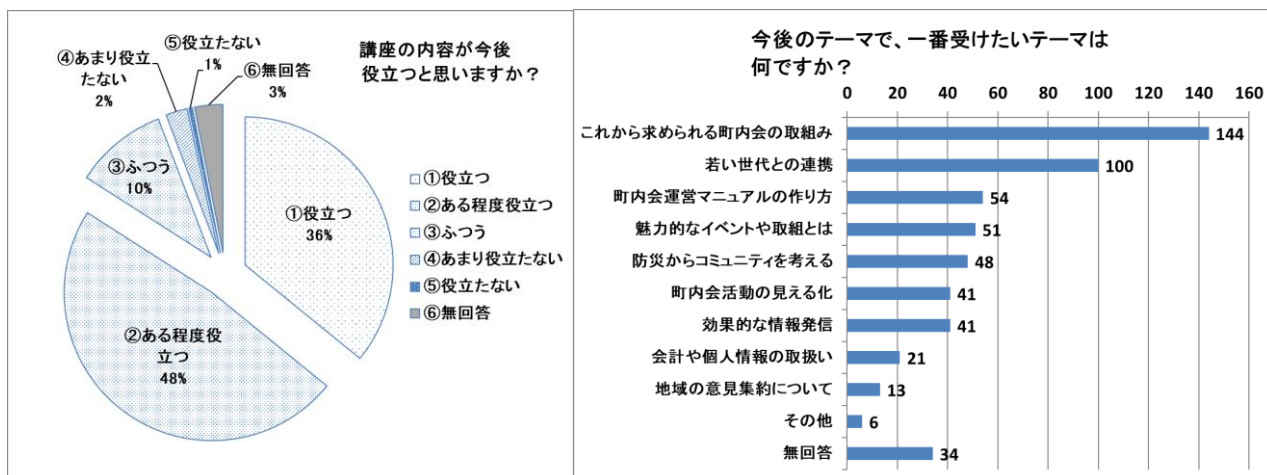 講座の内容が今後
役立つと思いますか？
⑤役立たない
1%
④あまり役立
たない
2%
⑥無回答
3%
③ふつう
10%
①役立つ
36%
②ある程度役
立つ
48%
①役立つ
②ある程度役立つ
③ふつう
④あまり役立たない
⑤役立たない
⑥無回答
今後のテーマで、一番受けたいテーマは
何ですか？
0 20 40 60 80 100 120 140 160
これから求められる町内会の取組み 144
若い世代との連携 100
町内会運営マニュアルの作り方 54
魅力的なイベントや取組とは 51
防災からコミュニティを考える 48
町内会活動の見える化 41
効果的な情報発信 41
会計や個人情報の取扱い 21
地域の意見集約について 13
その他 6
無回答 34